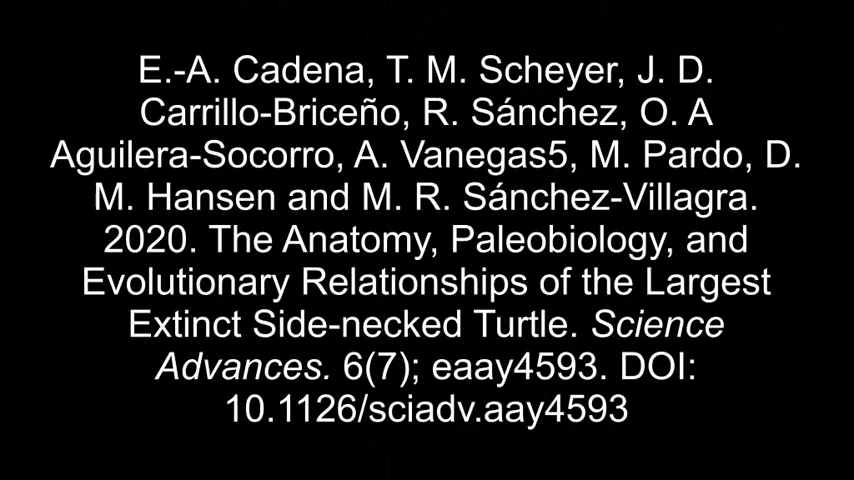 E.-A. Cadena, T. M. Scheyer, J. D.
Carrillo-Briceño, R. Sánchez, O. A
Aguilera-Socorro, A. Vanegas5, M. Pardo, D.
M. Hansen and M. R. Sánchez-Villagra.
2020. The Anatomy, Paleobiology, and
Evolutionary Relationships of the Largest
Extinct Side-necked Turtle. Science
Advances. 6(7); eaay4593. DOI:
10.1126/sciadv.aay4593